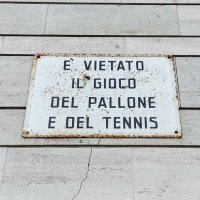 E' VIETATO
IL GIOCO
DEL PALLONE
E DEL TENNIS